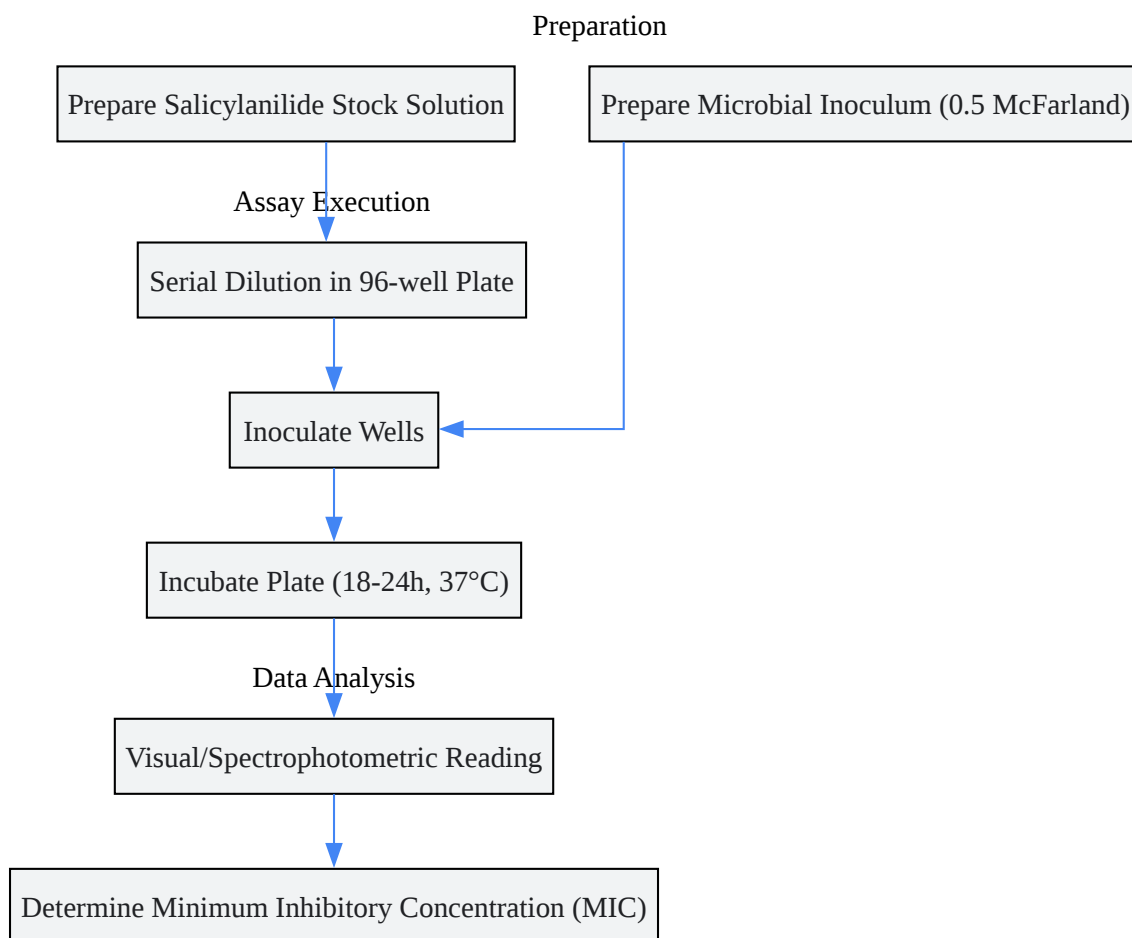 Preparation
Prepare Salicylanilide Stock Solution
Prepare Microbial Inoculum (0.5 McFarland)
Assay Execution
Serial Dilution in 96-well Plate
Inoculate Wells
Incubate Plate (18-24h, 37°C)
Data Analysis
Visual/Spectrophotometric Reading
Determine Minimum Inhibitory Concentration (MIC)